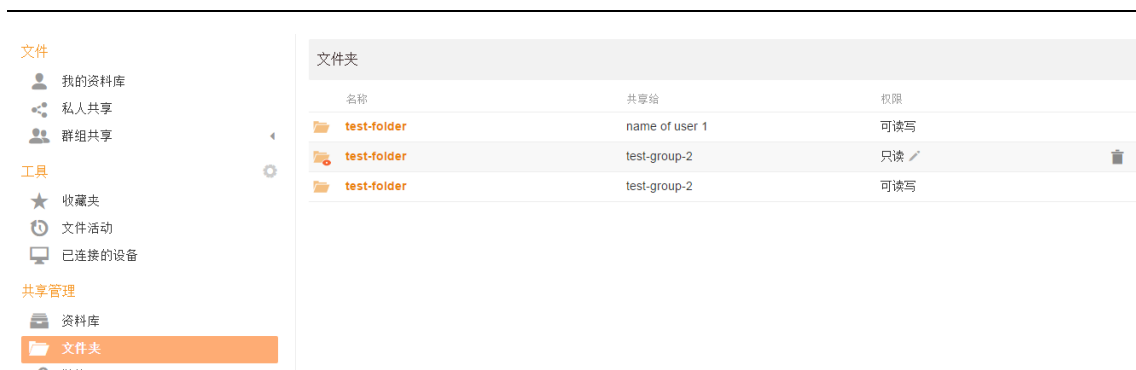 文件
我的资料库
私人共享
群组共享
工具
收藏夹
文件活动
已连接的设备
共享管理
资料库
文件夹
文件夹
名称 共享给 权限
test-folder name of user 1 可读写
test-folder test-group-2 只读
test-folder test-group-2 可读写